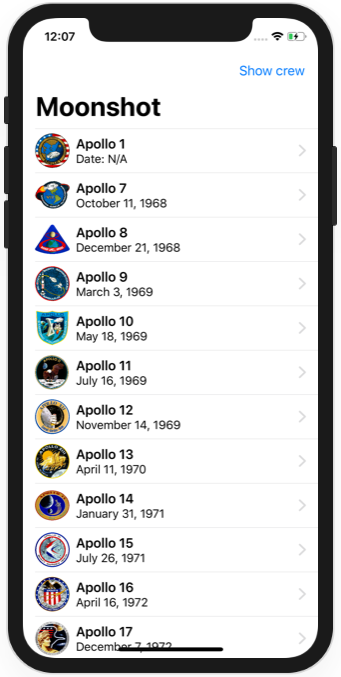 12:07
Show crew
Moonshot
Apollo 1
Date: N/A
Apollo 7
October 11, 1968
Apollo 8
December 21, 1968
Apollo 9
March 3, 1969
Apollo 10
May 18, 1969
Apollo 11
July 16, 1969
Apollo 12
November 14, 1969
Apollo 13
April 11, 1970
Apollo 14
January 31, 1971
Apollo 15
July 26, 1971
Apollo 16
April 16, 1972
Apollo 17
December 7, 1972